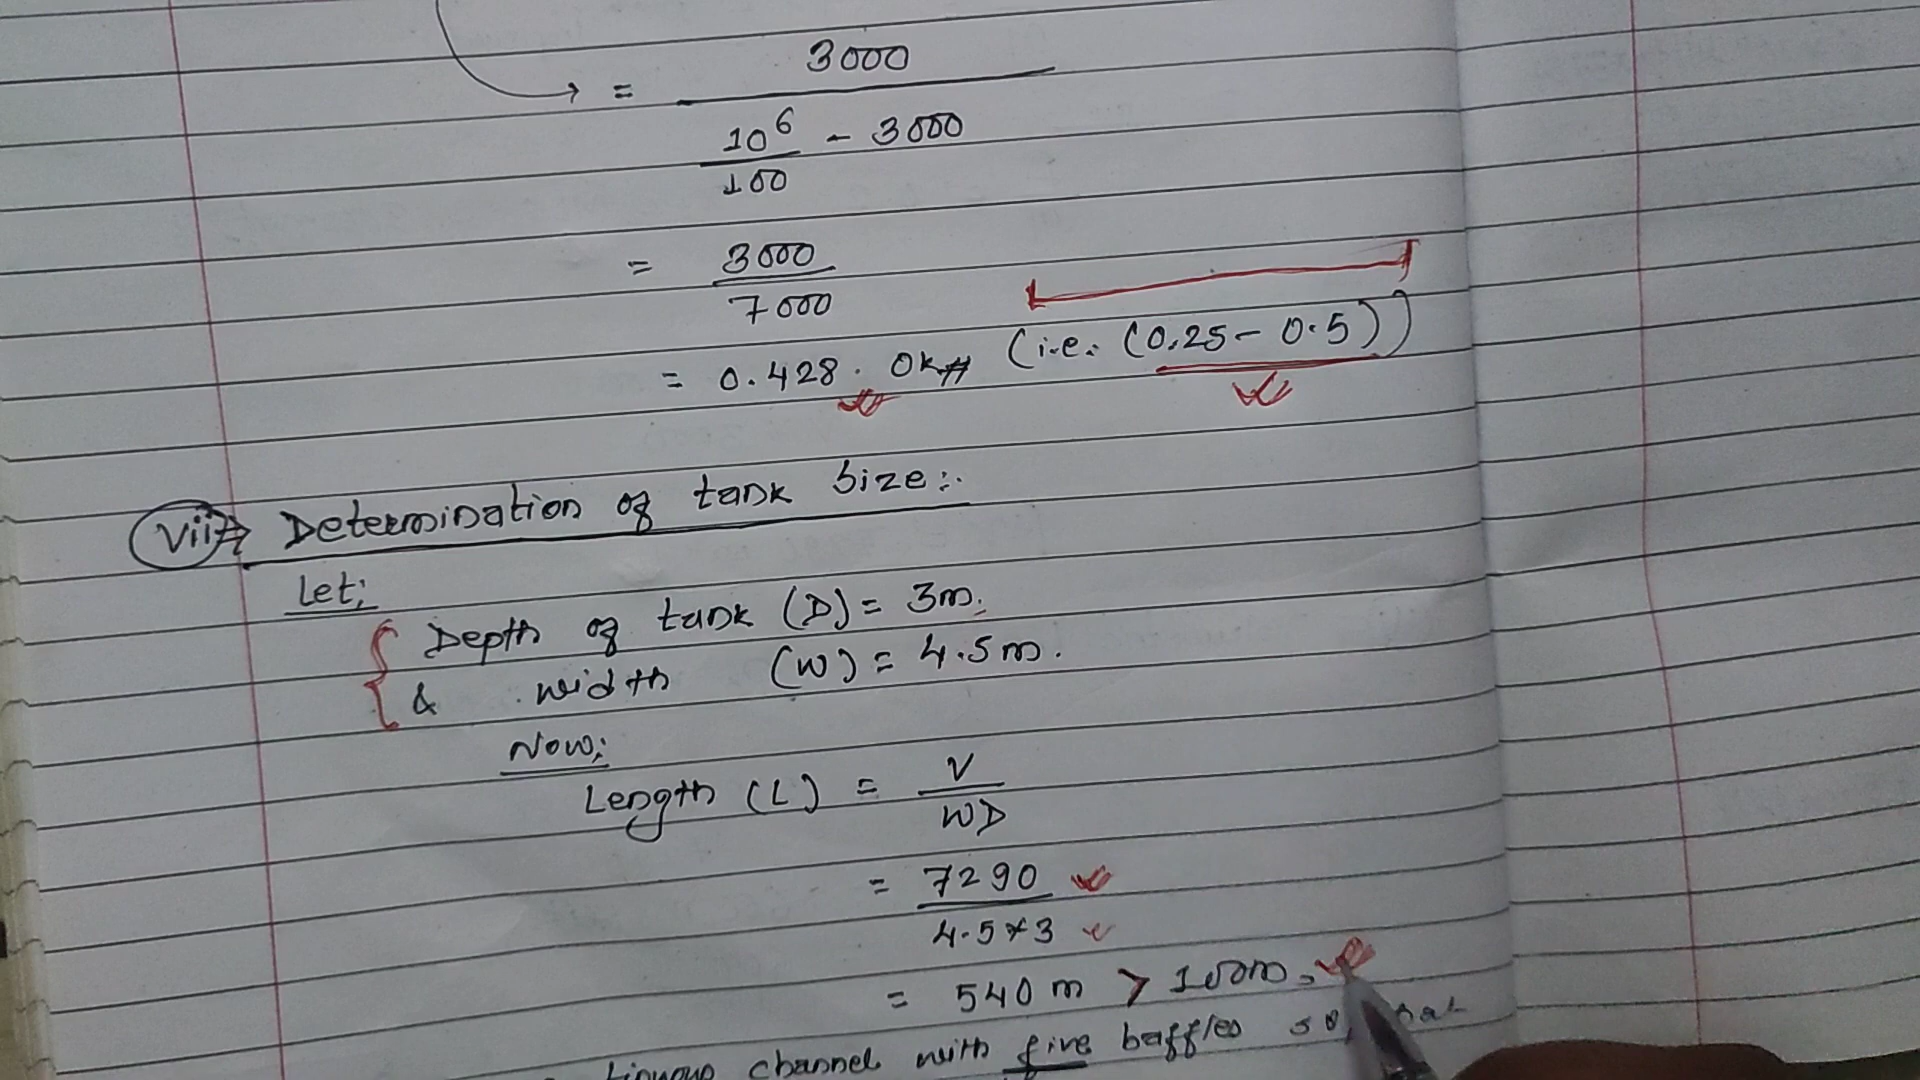 = 3000
10^6 / 100 - 3000
= 3000 / 7000
= 0.428. Ok (i.e. (0.25 - 0.5))
vii) Determination of tank Size:-
Let;
Depth of tank (D) = 3m.
& width (W) = 4.5m.
Now;
Length (L) = V / WD
= 7290 / 4.5*3
= 540 m > 100m,
channel with five baffles so,